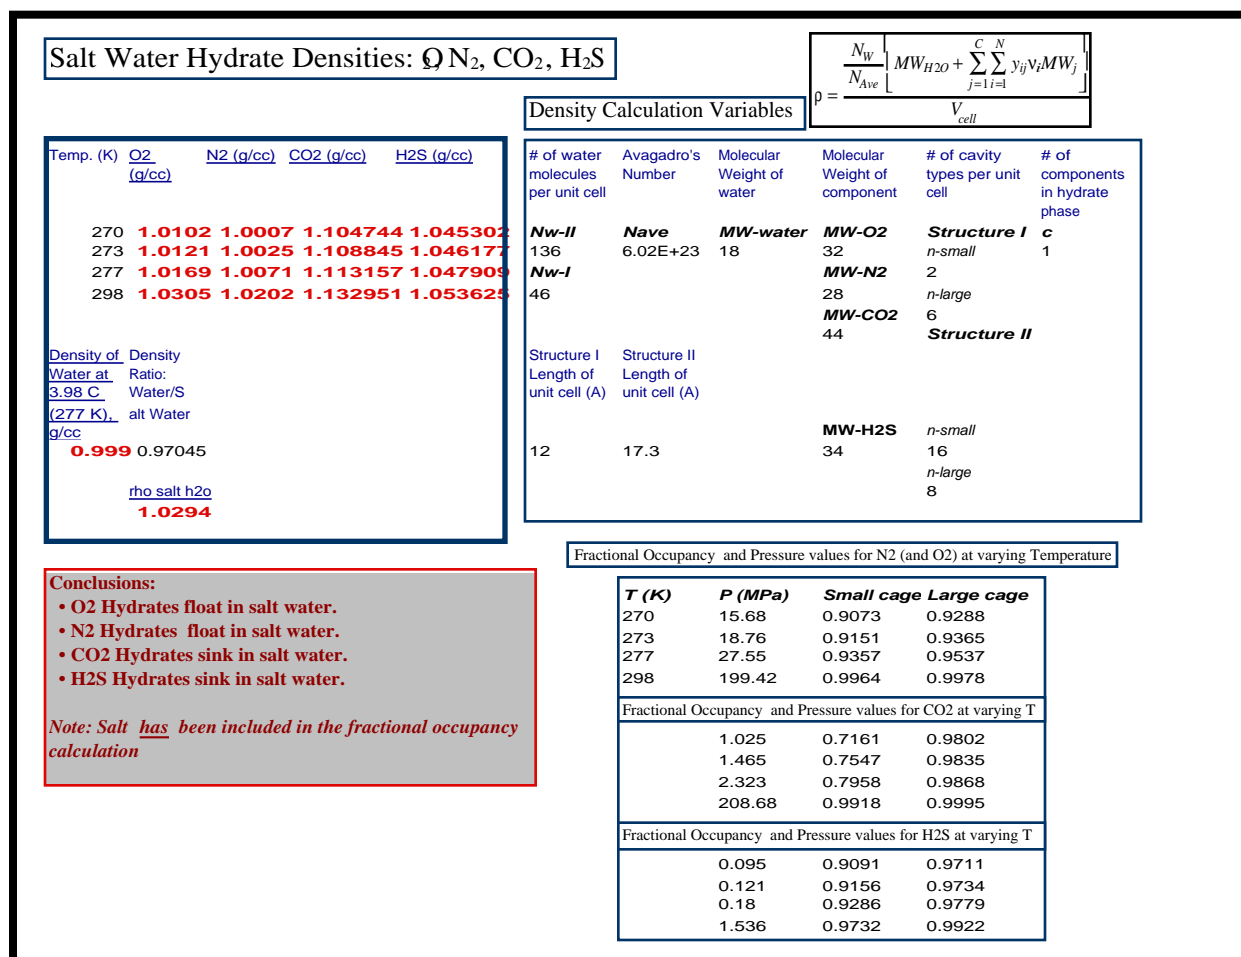 Salt Water Hydrate Densities: O2, N2, CO2, H2S
ρ = NW/NAve [MWH2O + ∑j=1C ∑i=1N yij νi MWj] / Vcell
Density Calculation Variables
Temp. (K) O2 (g/cc) N2 (g/cc) CO2 (g/cc) H2S (g/cc)
270 1.0102 1.0007 1.104744 1.045302
273 1.0121 1.0025 1.108845 1.046177
277 1.0169 1.0071 1.113157 1.047909
298 1.0305 1.0202 1.132951 1.053625
Density of Density
Water at Ratio:
3.98 C Water/S
(277 K), alt Water
g/cc
0.999 0.97045
rho salt h2o
1.0294
# of water Avagadro's Molecular Molecular # of cavity # of
molecules Number Weight of Weight of types per unit components
per unit cell water component cell in hydrate
phase
Nw-II Nave MW-water MW-O2 Structure I c
136 6.02E+23 18 32 n-small 1
Nw-I MW-N2 2
46 28 n-large
MW-CO2 6
44 Structure II
Structure I Structure II
Length of Length of
unit cell (A) unit cell (A)
MW-H2S n-small
12 17.3 34 16
n-large
8
Fractional Occupancy and Pressure values for N2 (and O2) at varying Temperature
T (K) P (MPa) Small cage Large cage
270 15.68 0.9073 0.9288
273 18.76 0.9151 0.9365
277 27.55 0.9357 0.9537
298 199.42 0.9964 0.9978
Fractional Occupancy and Pressure values for CO2 at varying T
1.025 0.7161 0.9802
1.465 0.7547 0.9835
2.323 0.7958 0.9868
208.68 0.9918 0.9995
Fractional Occupancy and Pressure values for H2S at varying T
0.095 0.9091 0.9711
0.121 0.9156 0.9734
0.18 0.9286 0.9779
1.536 0.9732 0.9922
Conclusions:
• O2 Hydrates float in salt water.
• N2 Hydrates float in salt water.
• CO2 Hydrates sink in salt water.
• H2S Hydrates sink in salt water.
Note: Salt has been included in the fractional occupancy
calculation